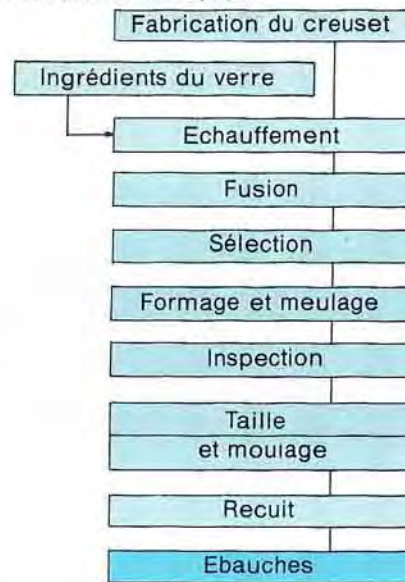 Fabrication du creuset
Ingrédients du verre
Echauffement
Fusion
Sélection
Formage et meulage
Inspection
Taille
et moulage
Recuit
Ebauches